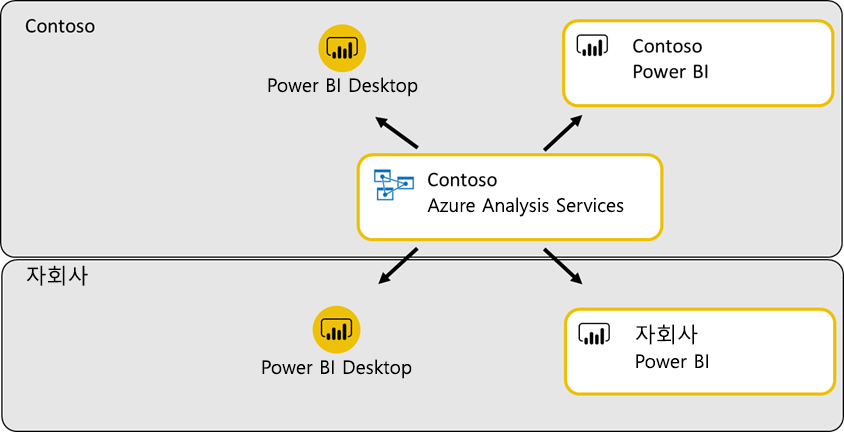 Contoso
Power BI Desktop
Contoso
Power BI
Contoso
Azure Analysis Services
자회사
Power BI Desktop
자회사
Power BI